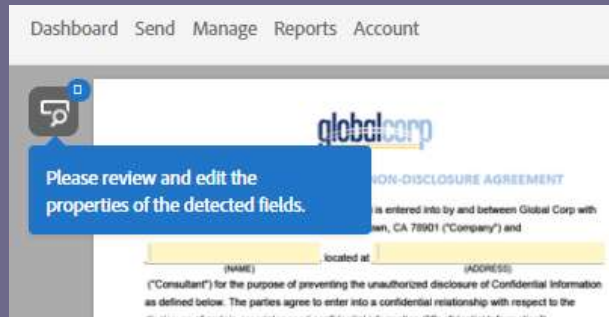 Dashboard Send Manage Reports Account
globalcorp
Please review and edit the
properties of the detected fields.
NON-DISCLOSURE AGREEMENT
is entered into by and between Global Corp with
CA 78901 ("Company") and
, located at
(NAME) (ADDRESS)
("Consultant") for the purpose of preventing the unauthorized disclosure of Confidential Information
as defined below. The parties agree to enter into a confidential relationship with respect to the